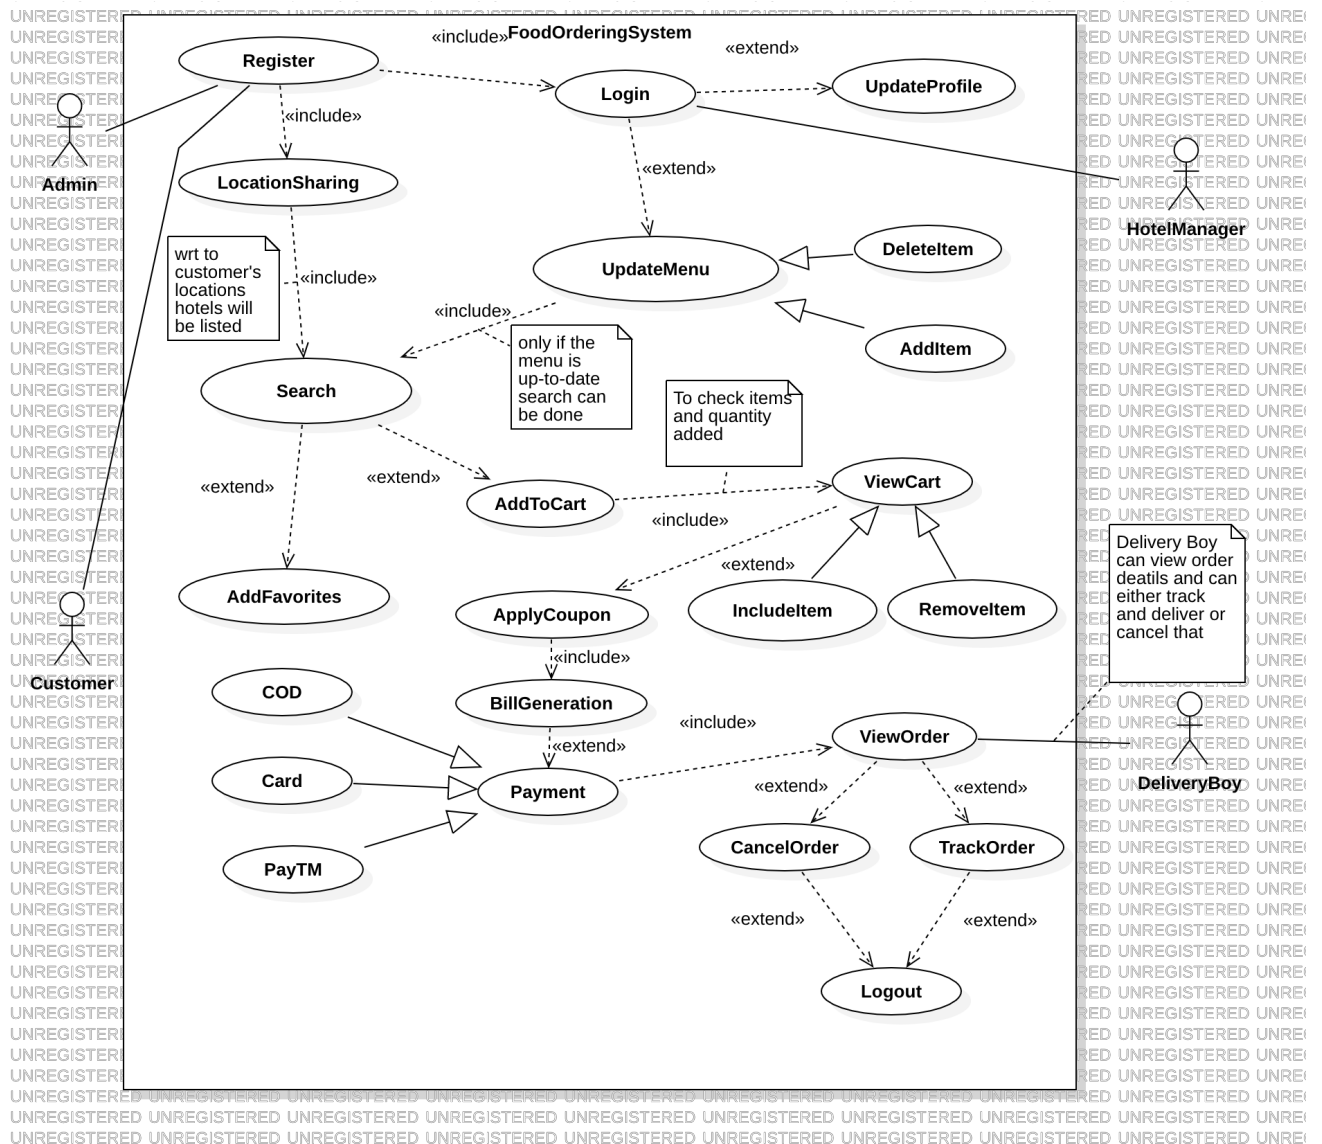 UNREGISTERED UNREGISTERED UNREGISTERED UNREGISTERED UNREGISTERED UNREGISTERED UNREGISTERED UNREGISTERED UNREGISTERED
FoodOrderingSystem
«include»
«extend»
Register
Login
UpdateProfile
«include»
Admin
«extend»
LocationSharing
HotelManager
wrt to
customer's
locations
hotels will
be listed
«include»
UpdateMenu
DeleteItem
«include»
AddItem
only if the
menu is
up-to-date
search can
be done
Search
To check items
and quantity
added
«extend»
«extend»
AddToCart
ViewCart
«include»
«extend»
Delivery Boy
can view order
deatils and can
either track
and deliver or
cancel that
AddFavorites
ApplyCoupon
IncludeItem
RemoveItem
Customer
«include»
COD
BillGeneration
«include»
ViewOrder
«extend»
DeliveryBoy
Card
Payment
«extend»
«extend»
PayTM
CancelOrder
TrackOrder
«extend»
«extend»
Logout